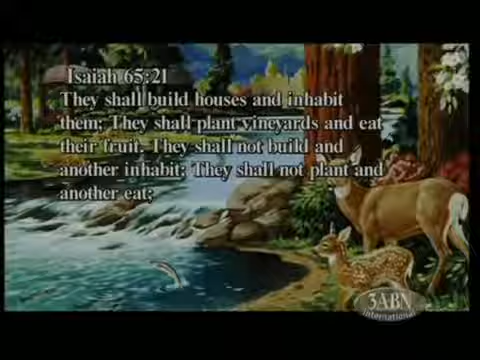 Isaiah 65:21
They shall build houses and inhabit
them; They shall plant vineyards and eat
their fruit. They shall not build and
another inhabit; They shall not plant and
another eat;
3ABN
international